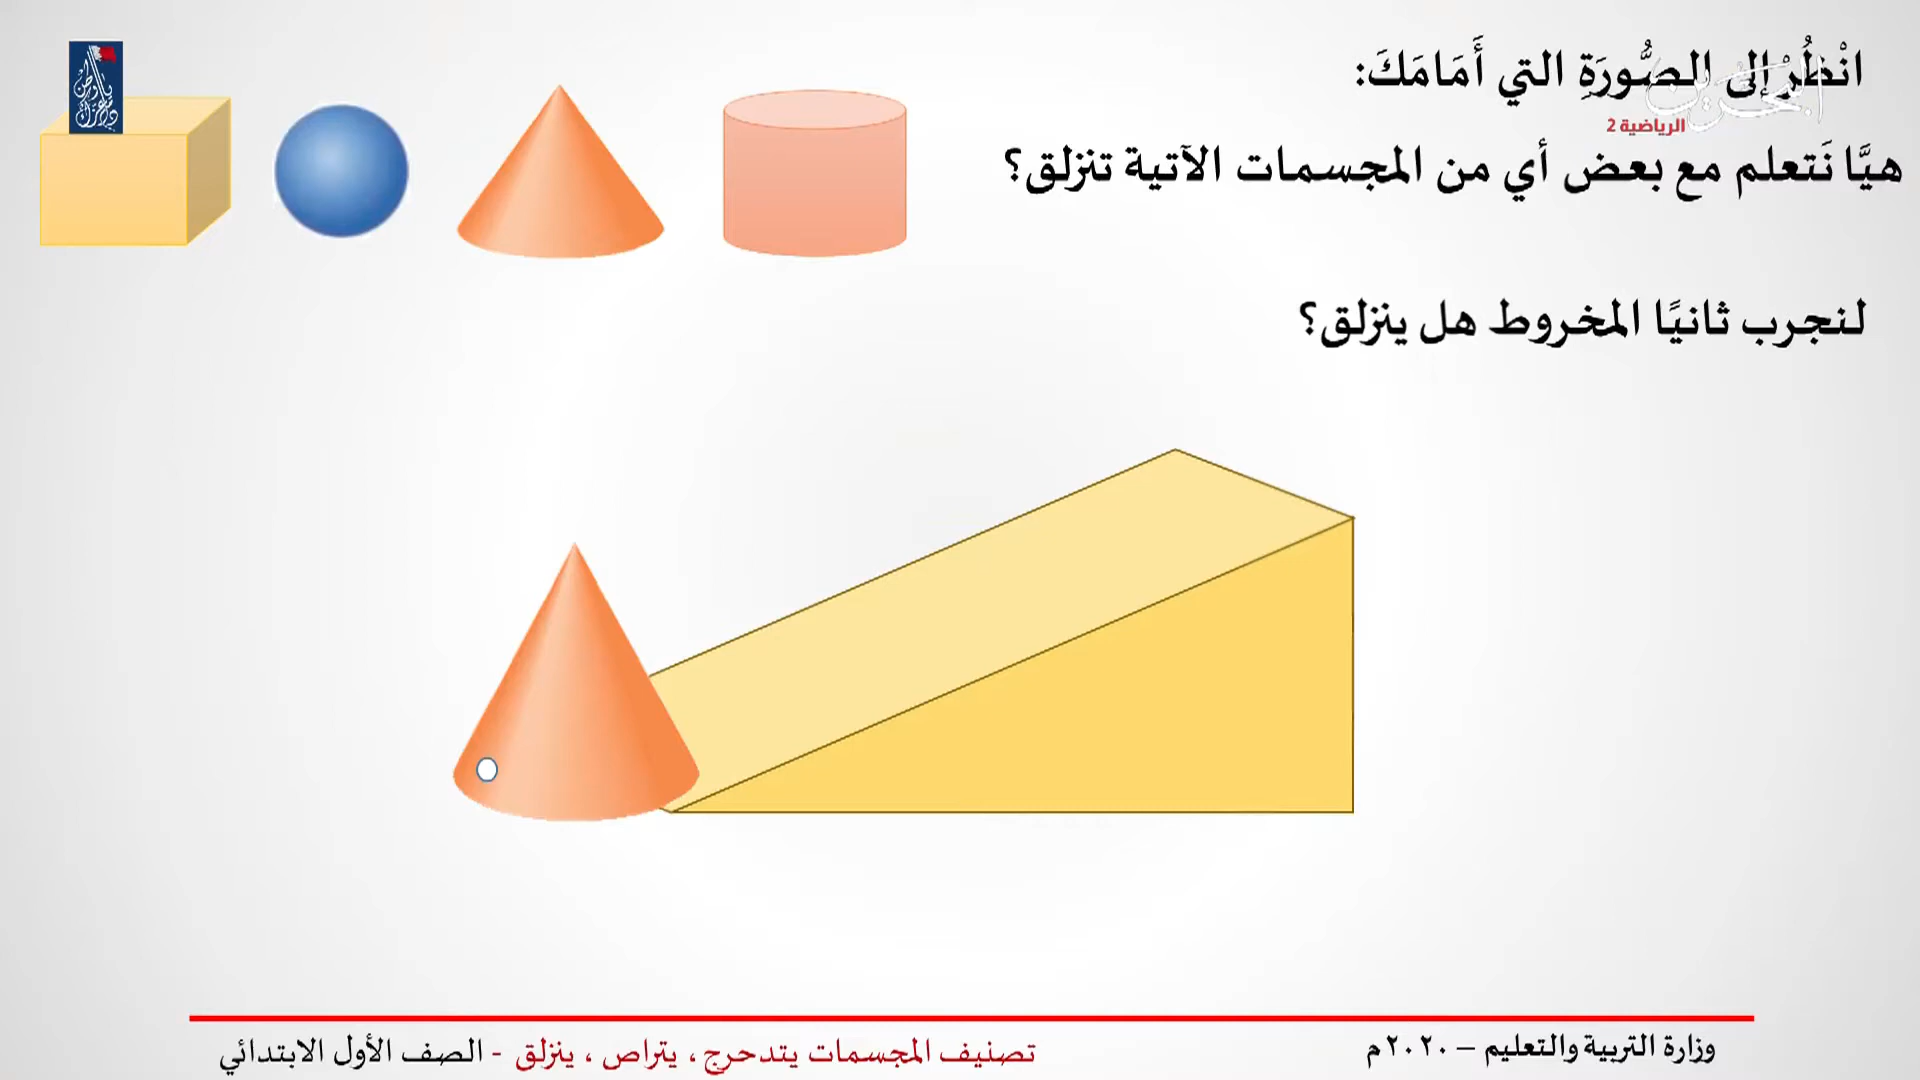 انْظُرْ إلى الصُّورَةِ التي أَمَامَكَ:
الرياضية 2
هيَّا نَتعلم مع بعض أي من المجسمات الآتية تنزلق؟
لنجرب ثانيًا المخروط هل ينزلق؟
وزارة التربية والتعليم – ٢٠٢٠م
تصنيف المجسمات يتدحرج ، يتراص ، ينزلق - الصف الأول الابتدائي